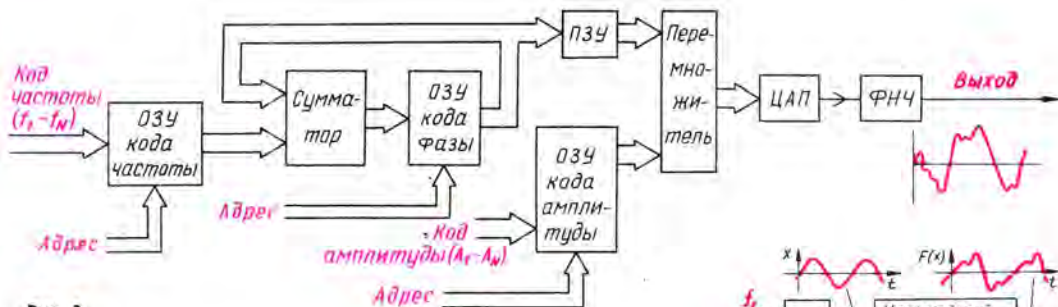 Код
частоты
(f₁-f_N)
ОЗУ
кода
частоты
Адрес
Сумма-
тор
ОЗУ
кода
фазы
Адрес
ПЗУ
Код
амплитуды (A₁-A_N)
ОЗУ
кода
ампли-
туды
Адрес
Пере-
мно-
жи-
тель
ЦАП
ФНЧ
Выход
X
t
F(x)
t
f₁